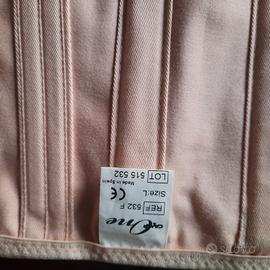 One
REF 532 F
Size:L
Made in Spain
CE
LOT 515 532
subito